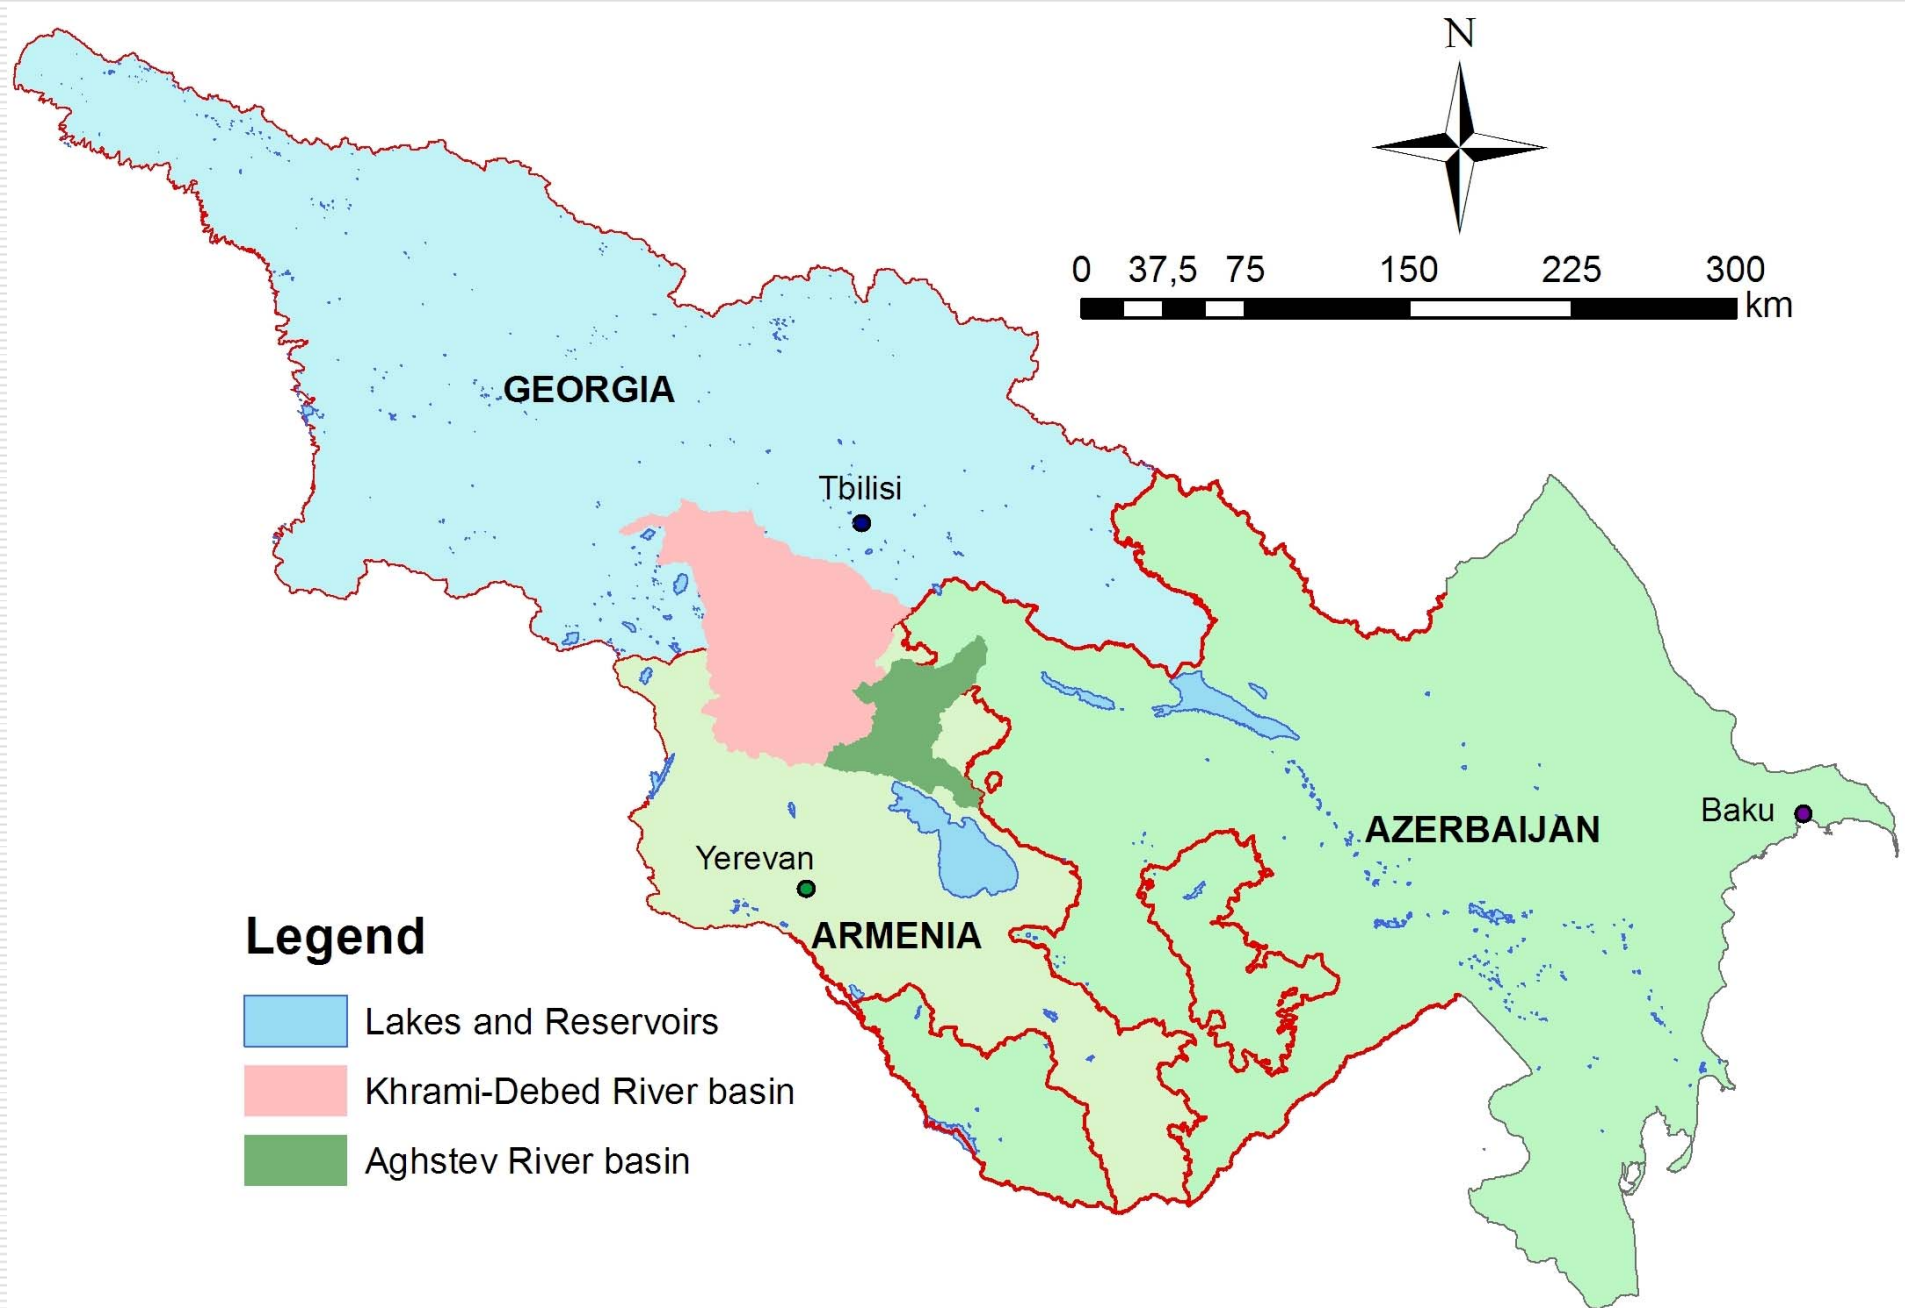 N
0 37,5 75 150 225 300
km
GEORGIA
Tbilisi
AZERBAIJAN
Baku
Yerevan
ARMENIA
Legend
Lakes and Reservoirs
Khrami-Debed River basin
Aghstev River basin